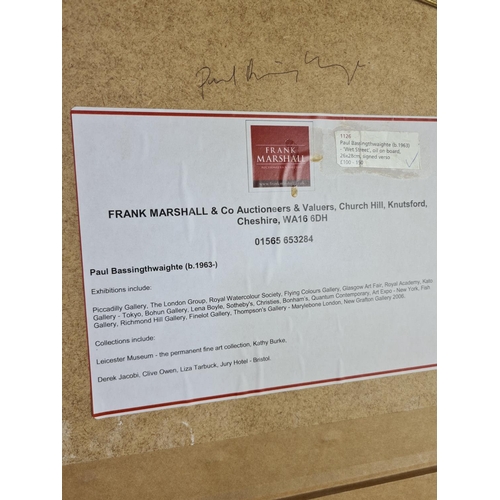 Paul Bassingthwaighte
1126
Paul Bassingthwaighte (b.1963)
- 'Wet Street', oil on board,
26x28cm, signed verso
£100 - 150
FRANK
MARSHALL
FRANK MARSHALL & Co Auctioneers & Valuers, Church Hill, Knutsford,
Cheshire, WA16 6DH
01565 653284
Paul Bassingthwaighte (b.1963-)
Exhibitions include:
Piccadilly Gallery, The London Group, Royal Watercolour Society, Flying Colours Gallery, Glasgow Art Fair, Royal Academy, Kato
Gallery - Tokyo, Bohun Gallery, Lena Boyle, Sotheby's, Christies, Bonham's, Quantum Contemporary, Art Expo - New York, Fairi
Gallery, Richmond Hill Gallery, Finelot Gallery, Thompson's Gallery - Marylebone London, New Grafton Gallery 2006.
Collections include:
Leicester Museum - the permanent fine art collection, Kathy Burke,
Derek Jacobi, Clive Owen, Liza Tarbuck, Jury Hotel - Bristol.